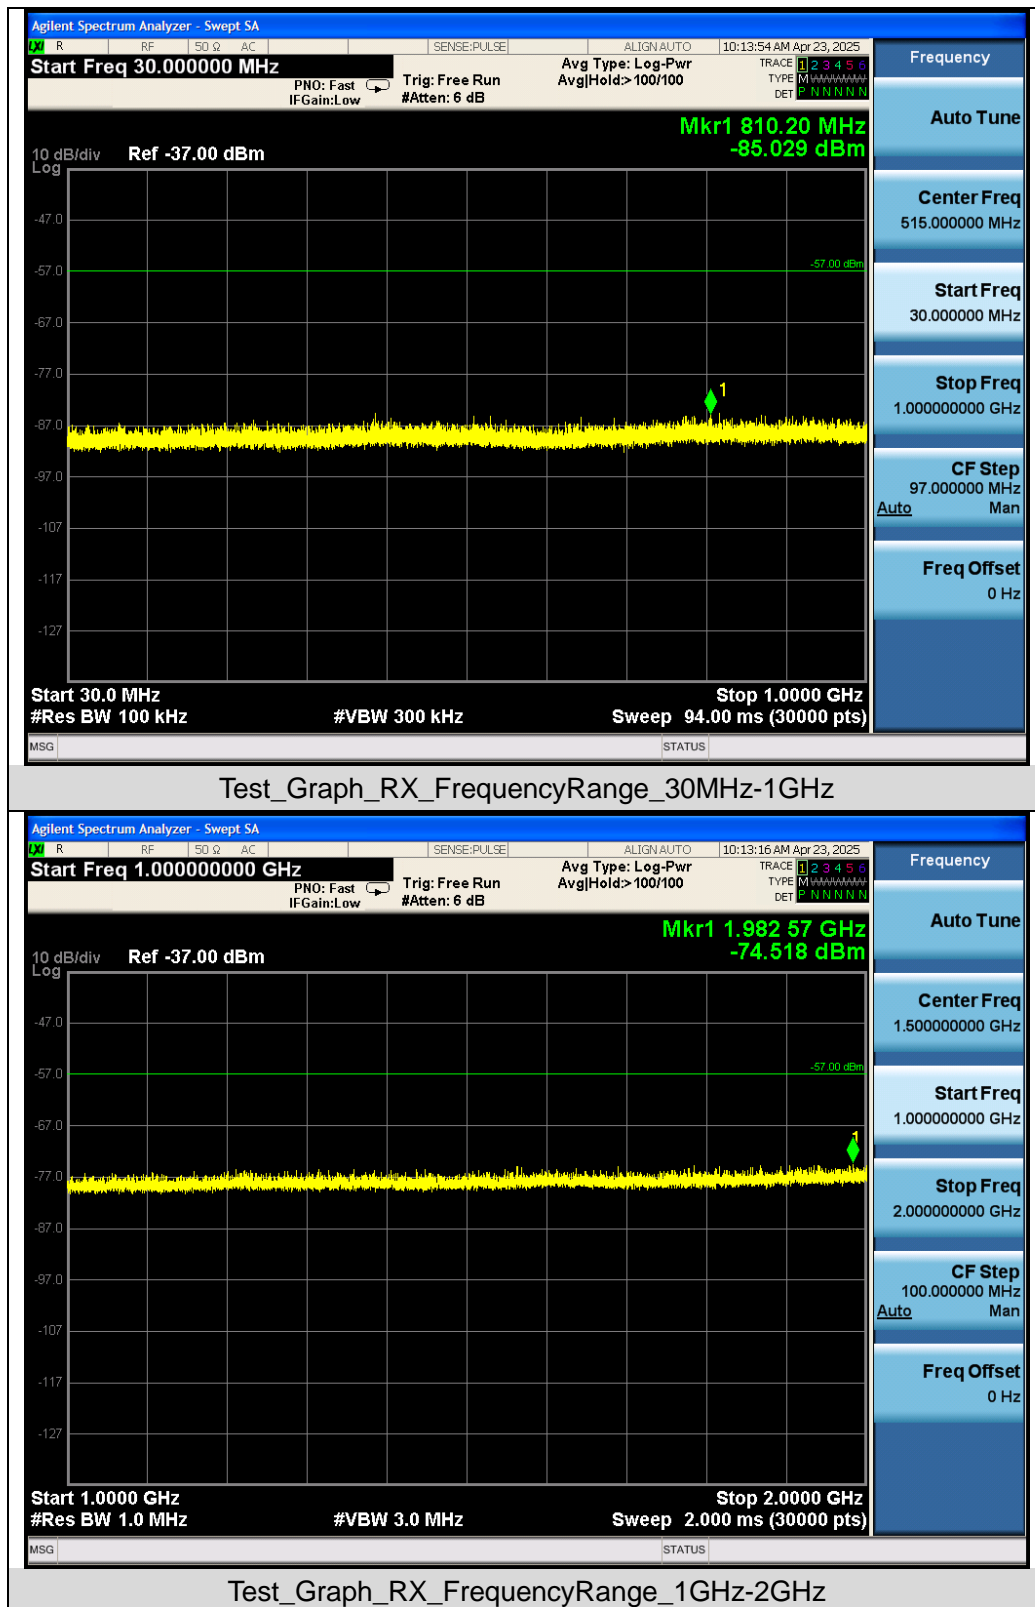 Agilent Spectrum Analyzer - Swept SA
LXI R RF 50 Ω AC SENSE:PULSE ALIGN AUTO 10:13:54 AM Apr 23, 2025
Start Freq 30.000000 MHz
PNO: Fast
IFGain:Low
Trig: Free Run
#Atten: 6 dB
Avg Type: Log-Pwr
Avg|Hold:>100/100
TRACE 1 2 3 4 5 6
TYPE M WWWWW
DET P N N N N N
Mkr1 810.20 MHz
-85.029 dBm
10 dB/div Ref -37.00 dBm
Log
-47.0
-57.0
-57.00 dBm
-67.0
-77.0
1
-87.0
-97.0
-107
-117
-127
Start 30.0 MHz Stop 1.0000 GHz
#Res BW 100 kHz #VBW 300 kHz Sweep 94.00 ms (30000 pts)
MSG STATUS
Frequency
Auto Tune
Center Freq
515.000000 MHz
Start Freq
30.000000 MHz
Stop Freq
1.000000000 GHz
CF Step
97.000000 MHz
Auto Man
Freq Offset
0 Hz
Test_Graph_RX_FrequencyRange_30MHz-1GHz
Agilent Spectrum Analyzer - Swept SA
LXI R RF 50 Ω AC SENSE:PULSE ALIGN AUTO 10:13:16 AM Apr 23, 2025
Start Freq 1.000000000 GHz
PNO: Fast
IFGain:Low
Trig: Free Run
#Atten: 6 dB
Avg Type: Log-Pwr
Avg|Hold:>100/100
TRACE 1 2 3 4 5 6
TYPE M WWWWW
DET P N N N N N
Mkr1 1.982 57 GHz
-74.518 dBm
10 dB/div Ref -37.00 dBm
Log
-47.0
-57.0
-57.00 dBm
-67.0
1
-77.0
-87.0
-97.0
-107
-117
-127
Start 1.0000 GHz Stop 2.0000 GHz
#Res BW 1.0 MHz #VBW 3.0 MHz Sweep 2.000 ms (30000 pts)
MSG STATUS
Frequency
Auto Tune
Center Freq
1.500000000 GHz
Start Freq
1.000000000 GHz
Stop Freq
2.000000000 GHz
CF Step
100.000000 MHz
Auto Man
Freq Offset
0 Hz
Test_Graph_RX_FrequencyRange_1GHz-2GHz